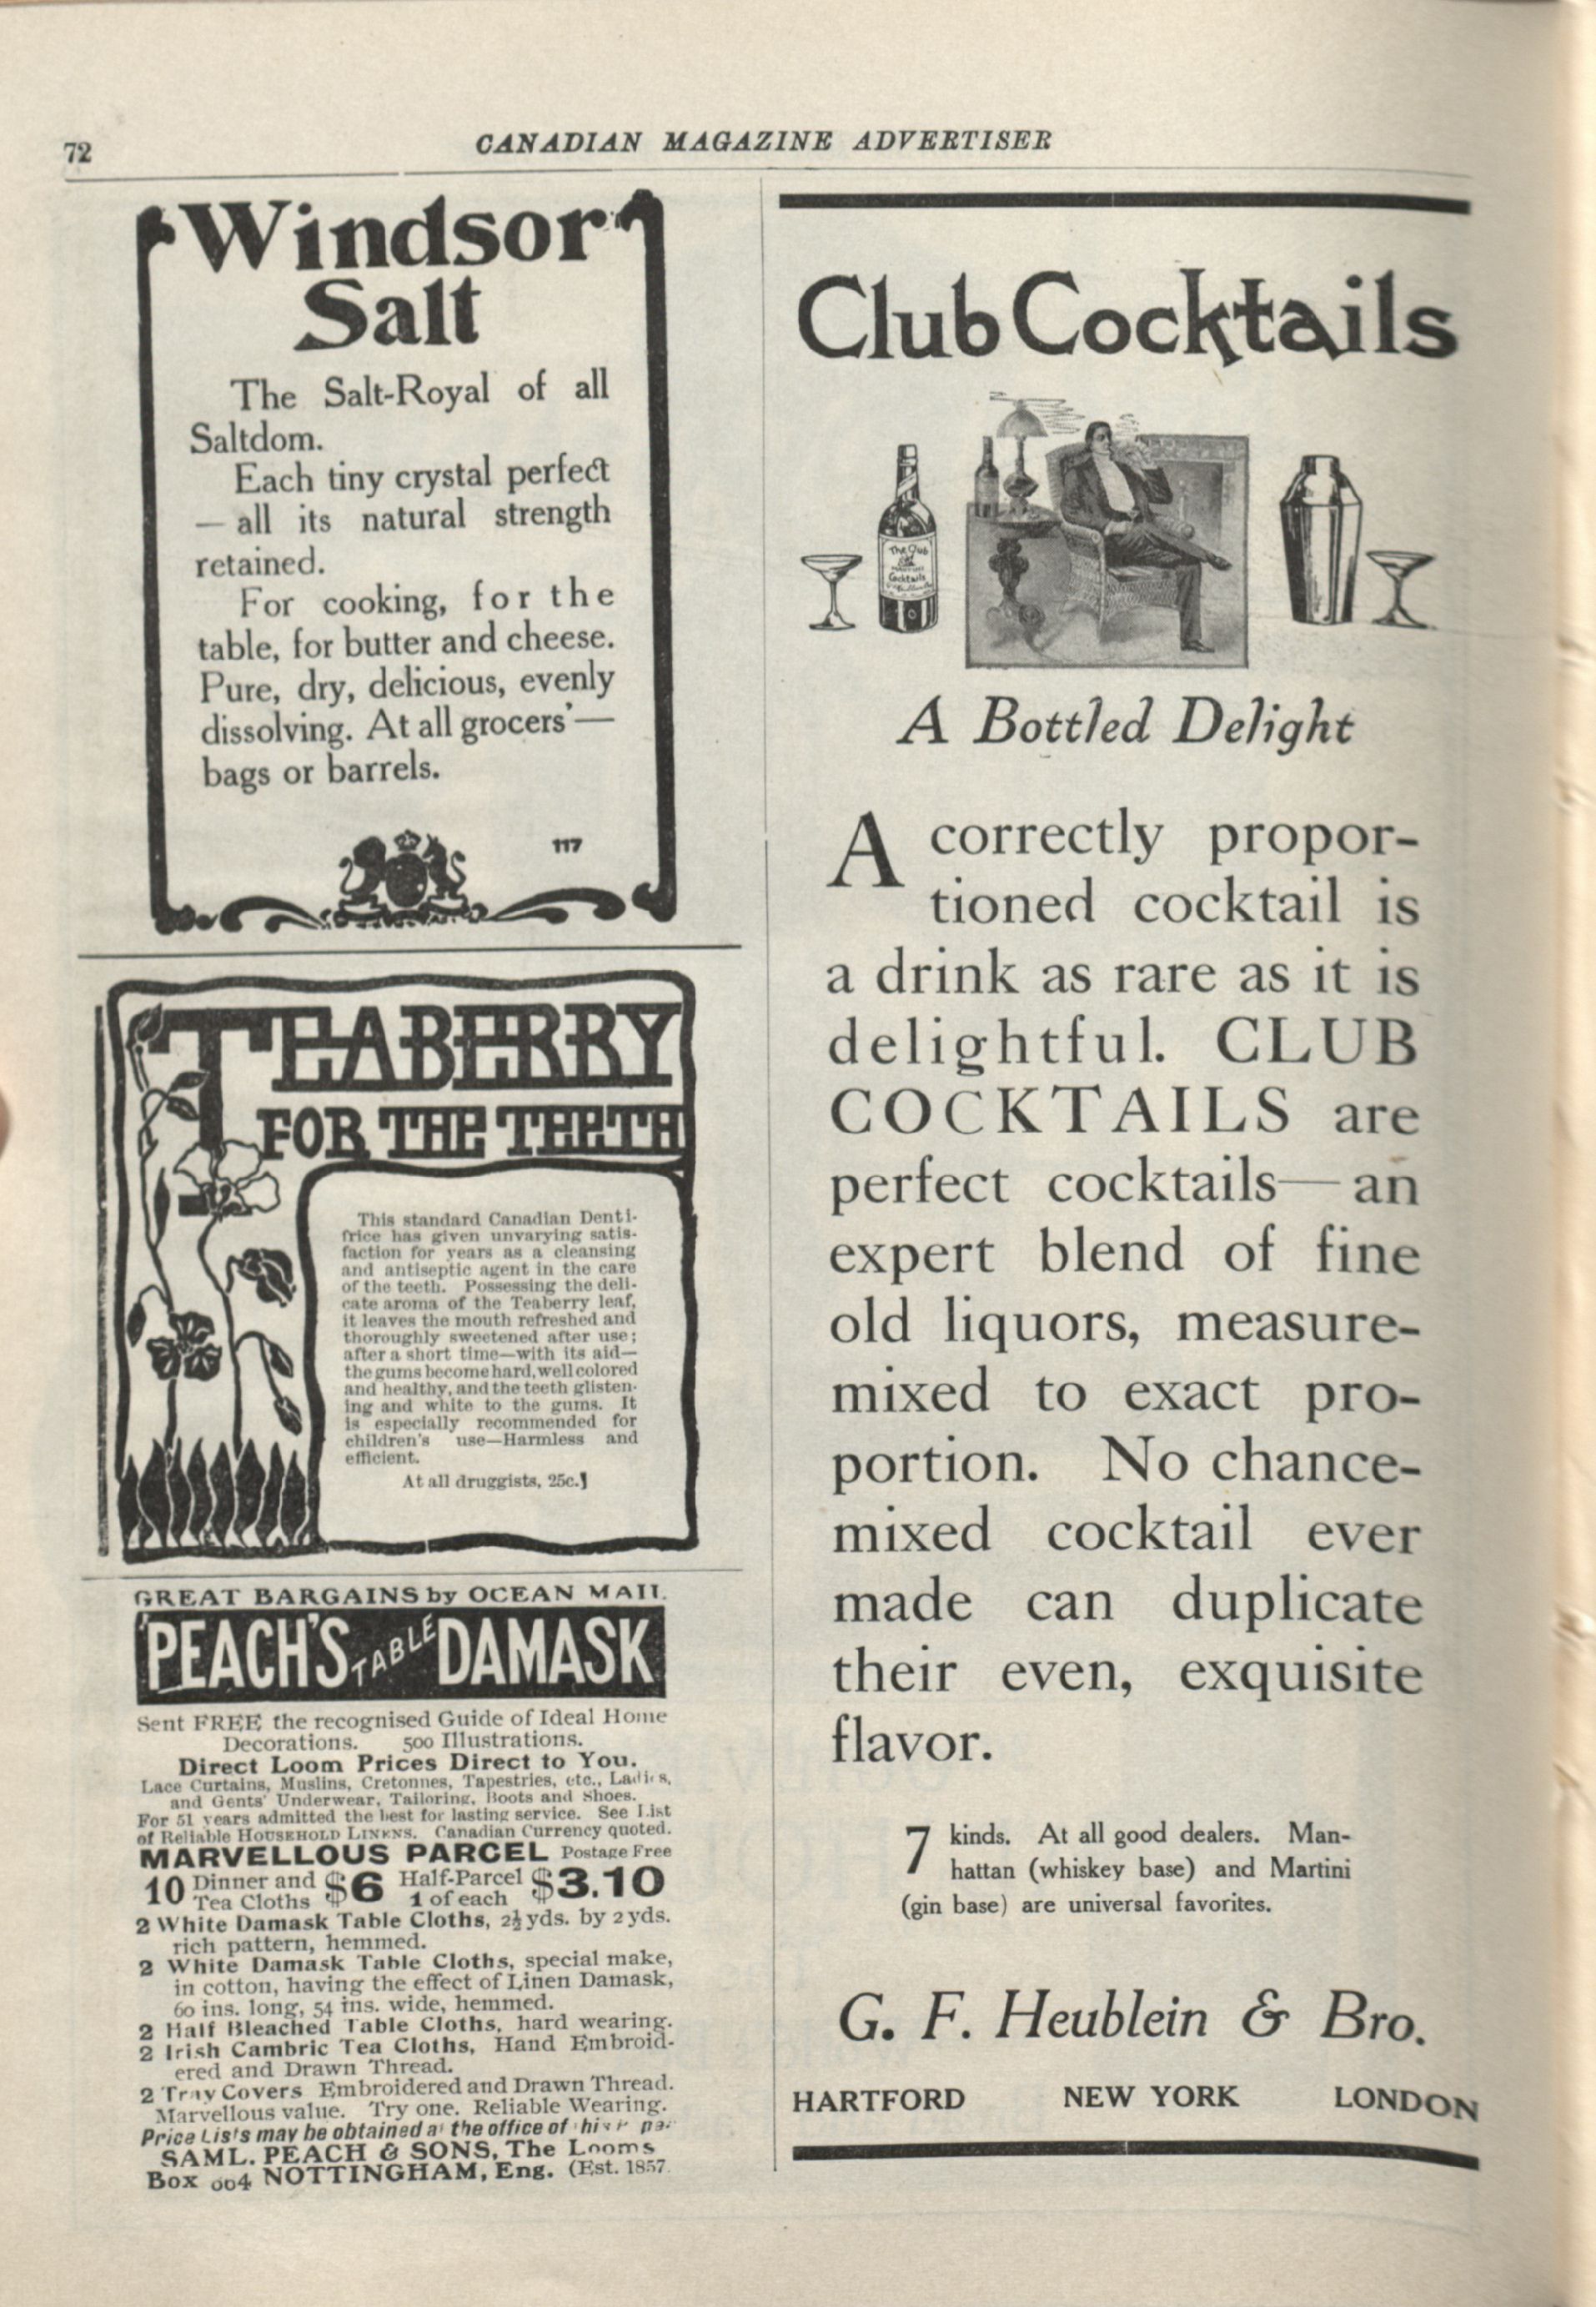 72
CANADIAN MAGAZINE ADVERTISER
Windsor
Salt
The Salt-Royal of all
Saltdom.
Each tiny crystal perfect
— all its natural strength
retained.
For cooking, for the
table, for butter and cheese.
Pure, dry, delicious, evenly
dissolving. At all grocers'—
bags or barrels.
117
TEABERRY
FOR THE TEETH
This standard Canadian Denti-
frice has given unvarying satis-
faction for years as a cleansing
and antiseptic agent in the care
of the teeth. Possessing the deli-
cate aroma of the Teaberry leaf,
it leaves the mouth refreshed and
thoroughly sweetened after use;
after a short time—with its aid—
the gums become hard, well colored
and healthy, and the teeth glisten-
ing and white to the gums. It
is especially recommended for
children's use—Harmless and
efficient.
At all druggists, 25c.
GREAT BARGAINS by OCEAN MAIL.
PEACH'S TABLE DAMASK
Sent FREE the recognised Guide of Ideal Home
Decorations. 500 Illustrations.
Direct Loom Prices Direct to You.
Lace Curtains, Muslins, Cretonnes, Tapestries, etc., Ladies,
and Gents' Underwear, Tailoring, Boots and Shoes.
For 51 years admitted the best for lasting service. See List
of Reliable HOUSEHOLD LINENS. Canadian Currency quoted.
MARVELLOUS PARCEL Postage Free
10 Dinner and Tea Cloths $6 Half-Parcel 1 of each $3.10
2 White Damask Table Cloths, 2½ yds. by 2 yds.
rich pattern, hemmed.
2 White Damask Table Cloths, special make,
in cotton, having the effect of Linen Damask,
60 ins. long, 54 ins. wide, hemmed.
2 Half Bleached Table Cloths, hard wearing.
2 Irish Cambric Tea Cloths, Hand Embroid-
ered and Drawn Thread.
2 Tray Covers Embroidered and Drawn Thread.
Marvellous value. Try one. Reliable Wearing.
Price Lists may be obtained at the office of this
SAML. PEACH & SONS, The Looms
Box 664 NOTTINGHAM, Eng. (Est. 1857.
Club Cocktails
The Club
Cocktails
A Bottled Delight
A correctly propor-
tioned cocktail is
a drink as rare as it is
delightful. CLUB
COCKTAILS are
perfect cocktails—an
expert blend of fine
old liquors, measure-
mixed to exact pro-
portion. No chance-
mixed cocktail ever
made can duplicate
their even, exquisite
flavor.
7 kinds. At all good dealers. Man-
hattan (whiskey base) and Martini
(gin base) are universal favorites.
G. F. Heublein & Bro.
HARTFORD NEW YORK LONDON